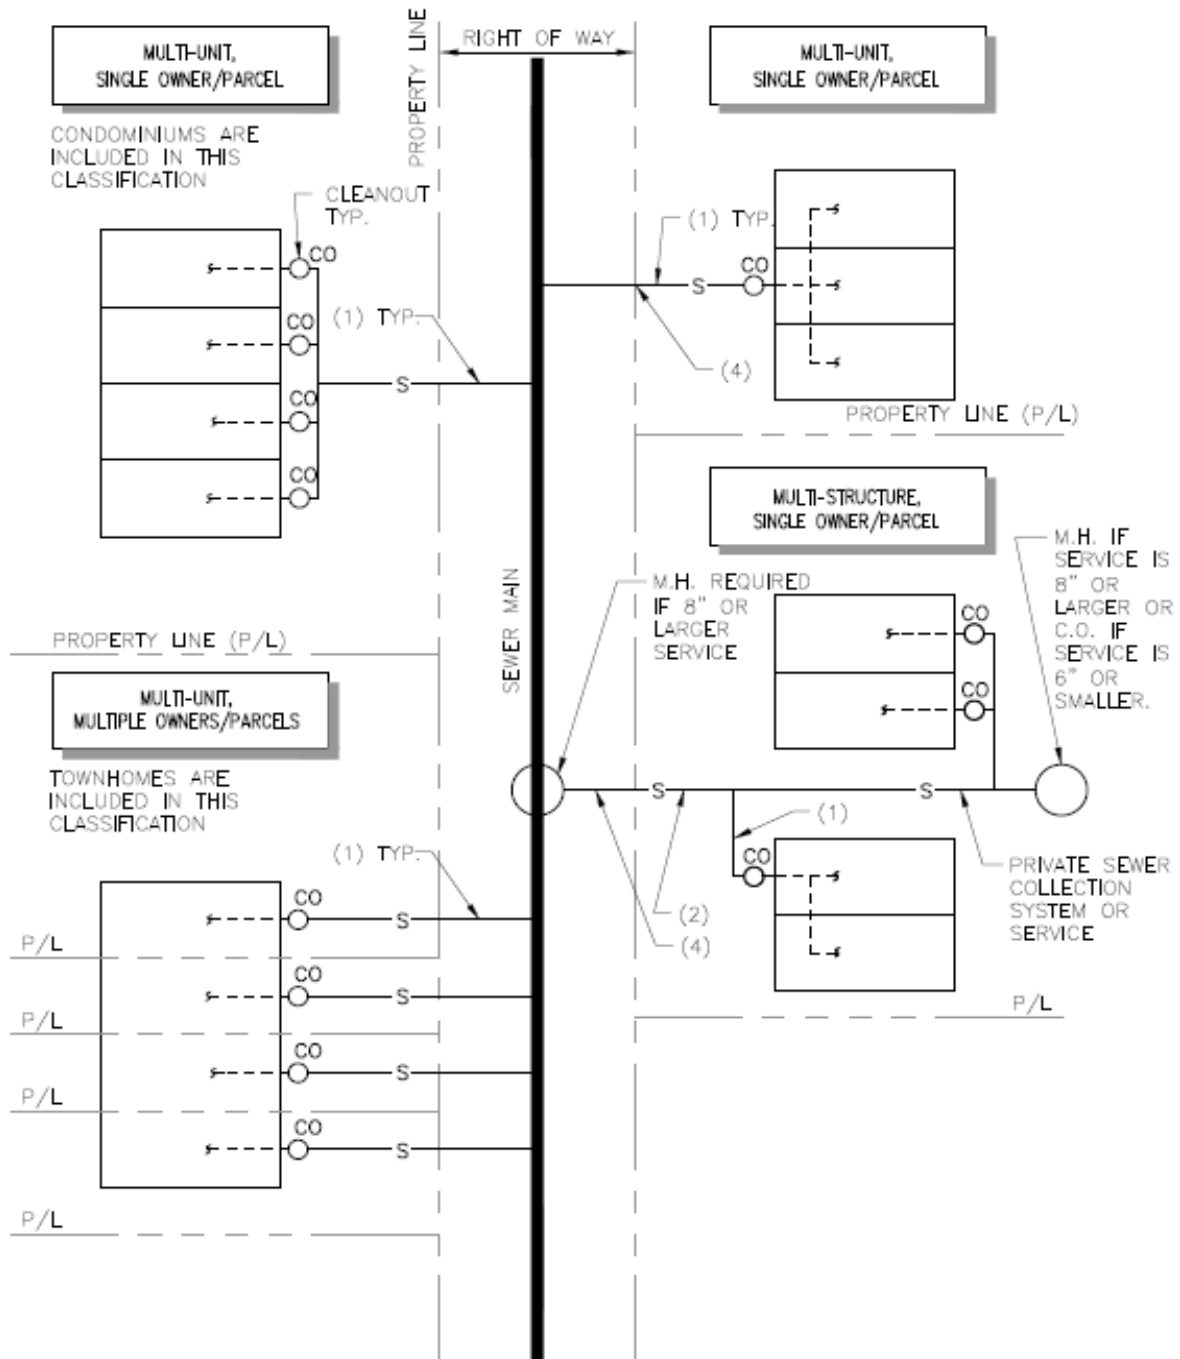 MULTI-UNIT,
SINGLE OWNER/PARCEL
CONDOMINIUMS ARE
INCLUDED IN THIS
CLASSIFICATION
CLEANOUT
TYP.
CO
CO
CO
CO
(1) TYP.
S
PROPERTY LINE
RIGHT OF WAY
MULTI-UNIT,
SINGLE OWNER/PARCEL
(1) TYP.
CO
S
(4)
S
S
S
S
S
S
S
PROPERTY LINE (P/L)
MULTI-STRUCTURE,
SINGLE OWNER/PARCEL
M.H. REQUIRED
IF 8" OR
LARGER
SERVICE
M.H. IF
SERVICE IS
8" OR
LARGER OR
C.O. IF
SERVICE IS
6" OR
SMALLER.
CO
CO
S
S
S
S
(1)
CO
S
S
(2)
(4)
PRIVATE SEWER
COLLECTION
SYSTEM OR
SERVICE
P/L
SEWER MAIN
PROPERTY LINE (P/L)
MULTI-UNIT,
MULTIPLE OWNERS/PARCELS
TOWNHOMES ARE
INCLUDED IN THIS
CLASSIFICATION
(1) TYP.
CO
S
S
P/L
CO
S
S
P/L
CO
S
S
P/L
CO
S
S
P/L